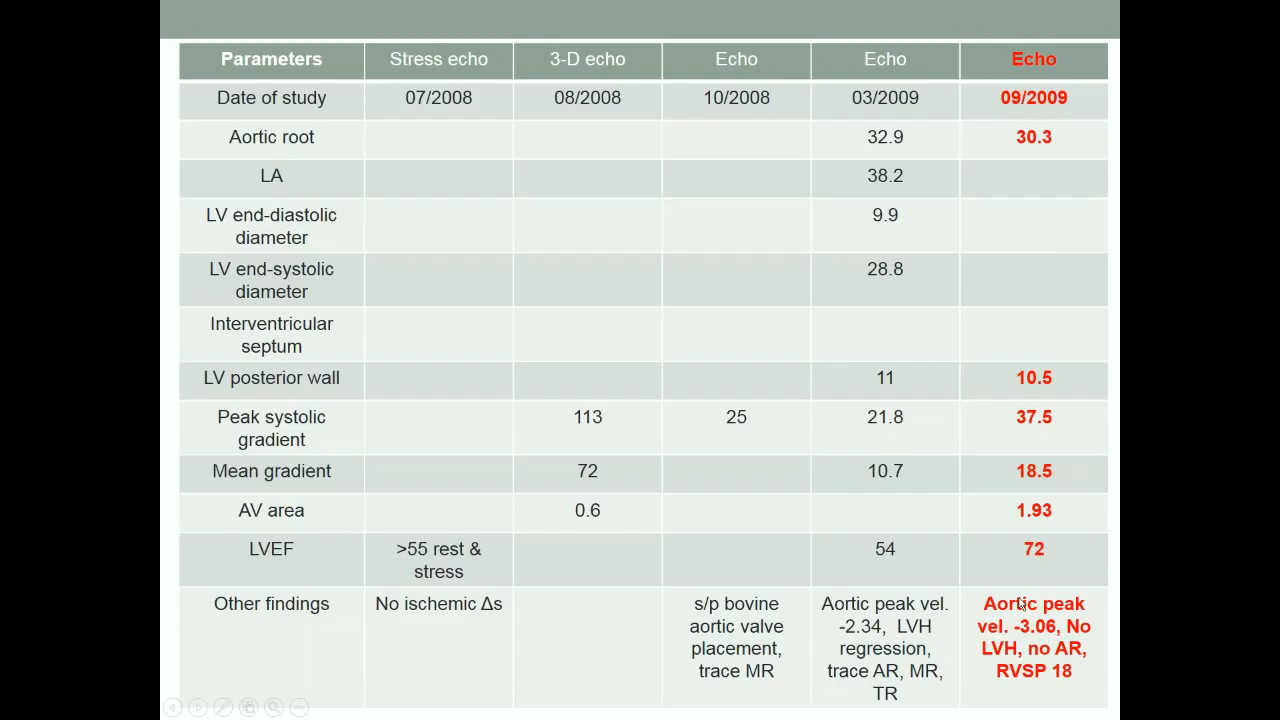 Parameters Stress echo 3-D echo Echo Echo Echo
Date of study 07/2008 08/2008 10/2008 03/2009 09/2009
Aortic root 32.9 30.3
LA 38.2
LV end-diastolic 9.9
diameter
LV end-systolic 28.8
diameter
Interventricular
septum
LV posterior wall 11 10.5
Peak systolic 113 25 21.8 37.5
gradient
Mean gradient 72 10.7 18.5
AV area 0.6 1.93
LVEF >55 rest & 54 72
stress
Other findings No ischemic Δs s/p bovine Aortic peak vel. Aortic peak
aortic valve -2.34, LVH vel. -3.06, No
placement, regression, LVH, no AR,
trace MR trace AR, MR, RVSP 18
TR